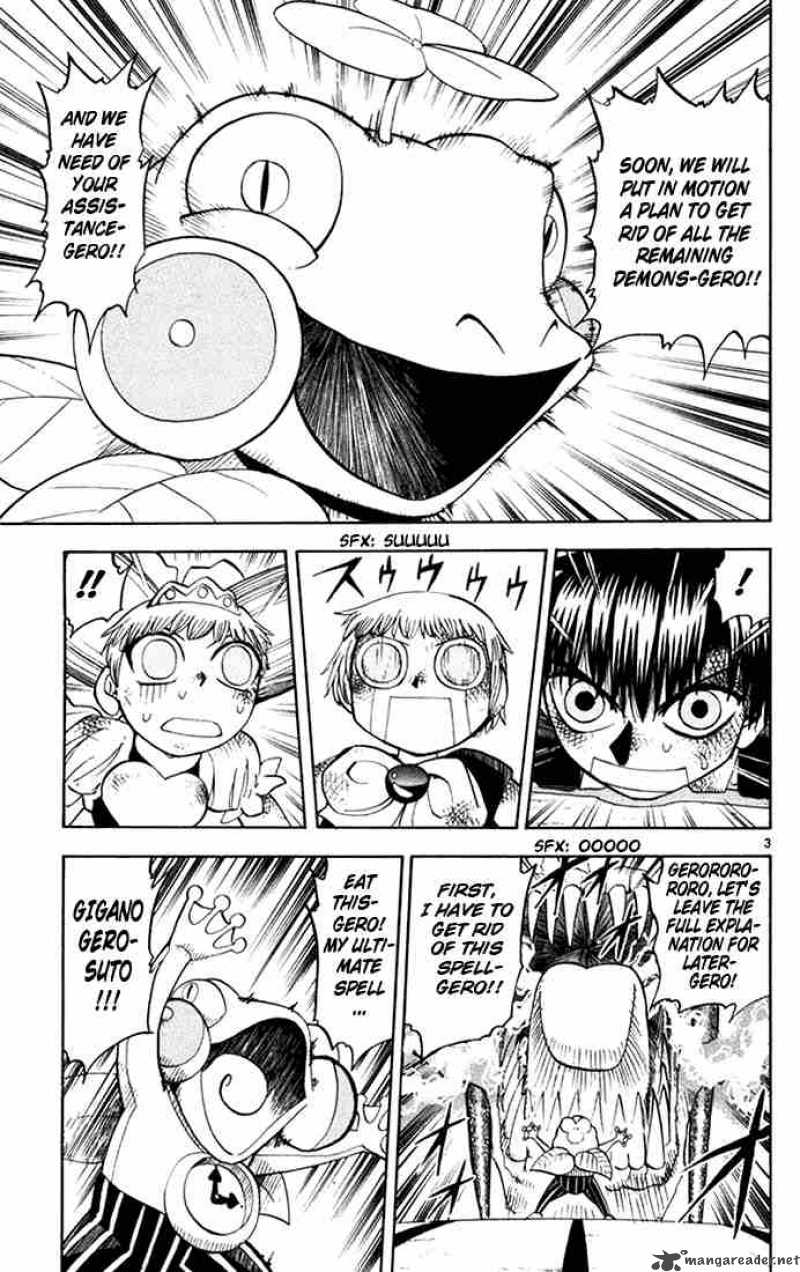 SOON, WE WILL
PUT IN MOTION
A PLAN TO GET
RID OF ALL THE
REMAINING
DEMONS-GERO!!
AND WE
HAVE
NEED OF
YOUR
ASSIS-
TANCE-
GERO!!
SFX: SUUUUU
!
スゥゥゥゥ
!!
3
SFX: OOOOO
GERORORO-
RORO, LET'S
LEAVE THE
FULL EXPLA-
NATION FOR
LATER-
GERO!
FIRST,
I HAVE TO
GET RID
OF THIS
SPELL-
GERO!!
EAT
THIS-
GERO!
MY ULTI-
MATE
SPELL
...
GIGANO
GERO-
SUTO
!!!
mangareader.net